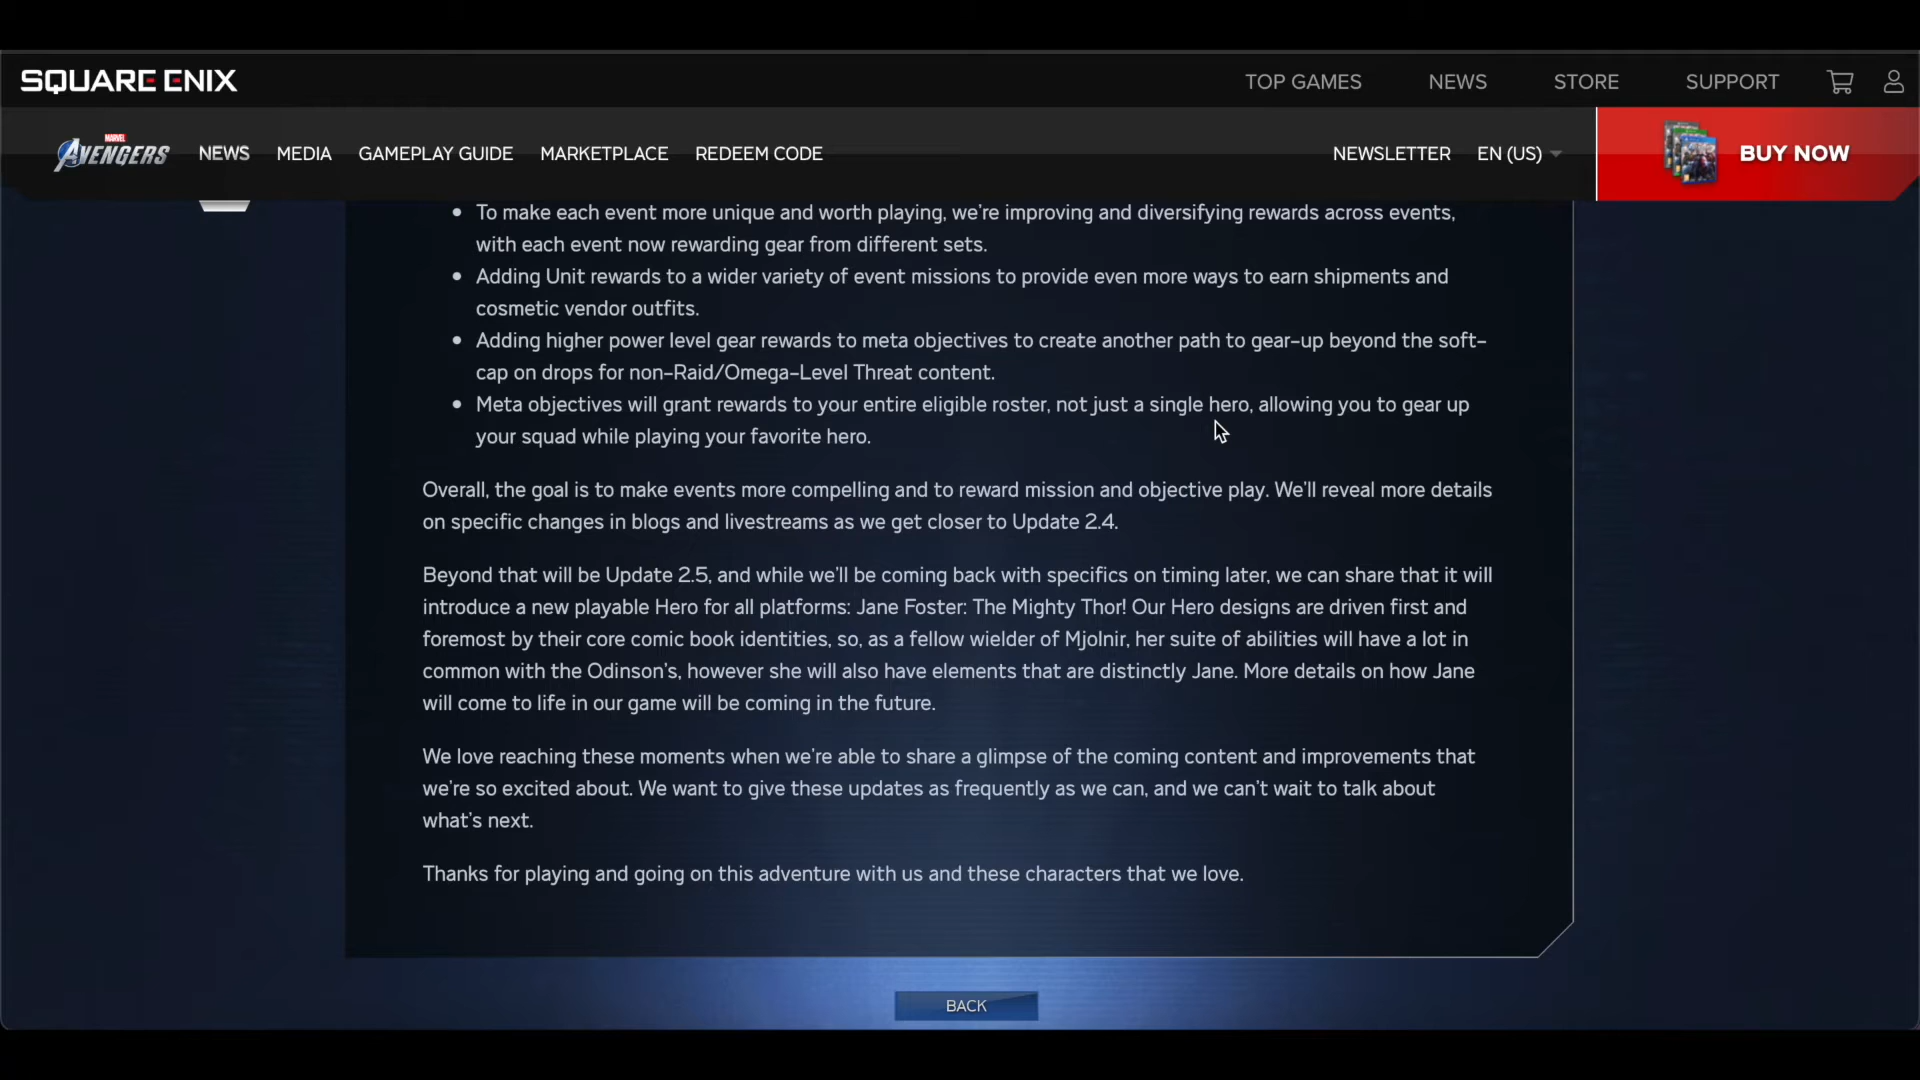 SQUARE ENIX
TOP GAMES
NEWS
STORE
SUPPORT
MARVEL
AVENGERS
NEWS
MEDIA
GAMEPLAY GUIDE
MARKETPLACE
REDEEM CODE
NEWSLETTER
EN (US)
BUY NOW
• To make each event more unique and worth playing, we're improving and diversifying rewards across events,
with each event now rewarding gear from different sets.
• Adding Unit rewards to a wider variety of event missions to provide even more ways to earn shipments and
cosmetic vendor outfits.
• Adding higher power level gear rewards to meta objectives to create another path to gear-up beyond the soft-
cap on drops for non-Raid/Omega-Level Threat content.
• Meta objectives will grant rewards to your entire eligible roster, not just a single hero, allowing you to gear up
your squad while playing your favorite hero.
Overall, the goal is to make events more compelling and to reward mission and objective play. We'll reveal more details
on specific changes in blogs and livestreams as we get closer to Update 2.4.
Beyond that will be Update 2.5, and while we'll be coming back with specifics on timing later, we can share that it will
introduce a new playable Hero for all platforms: Jane Foster: The Mighty Thor! Our Hero designs are driven first and
foremost by their core comic book identities, so, as a fellow wielder of Mjolnir, her suite of abilities will have a lot in
common with the Odinson's, however she will also have elements that are distinctly Jane. More details on how Jane
will come to life in our game will be coming in the future.
We love reaching these moments when we're able to share a glimpse of the coming content and improvements that
we're so excited about. We want to give these updates as frequently as we can, and we can't wait to talk about
what's next.
Thanks for playing and going on this adventure with us and these characters that we love.
BACK